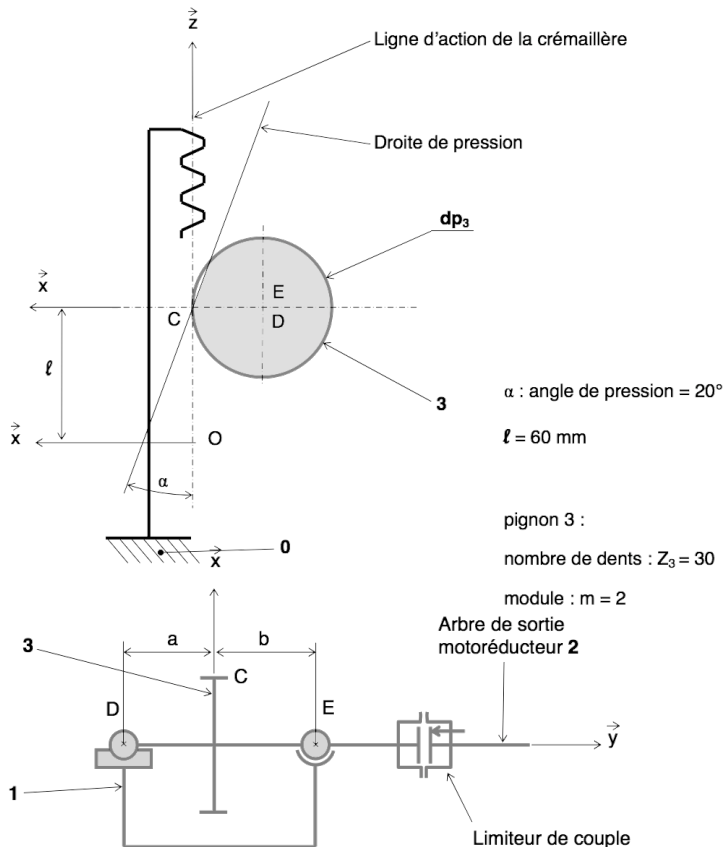 z
Ligne d'action de la crémaillère
Droite de pression
dp₃
x
E
C
D
ℓ
3
α : angle de pression = 20°
x
O
ℓ = 60 mm
α
pignon 3 :
0
x
nombre de dents : Z₃ = 30
module : m = 2
Arbre de sortie
motoréducteur 2
3
a
b
C
D
E
y
1
Limiteur de couple